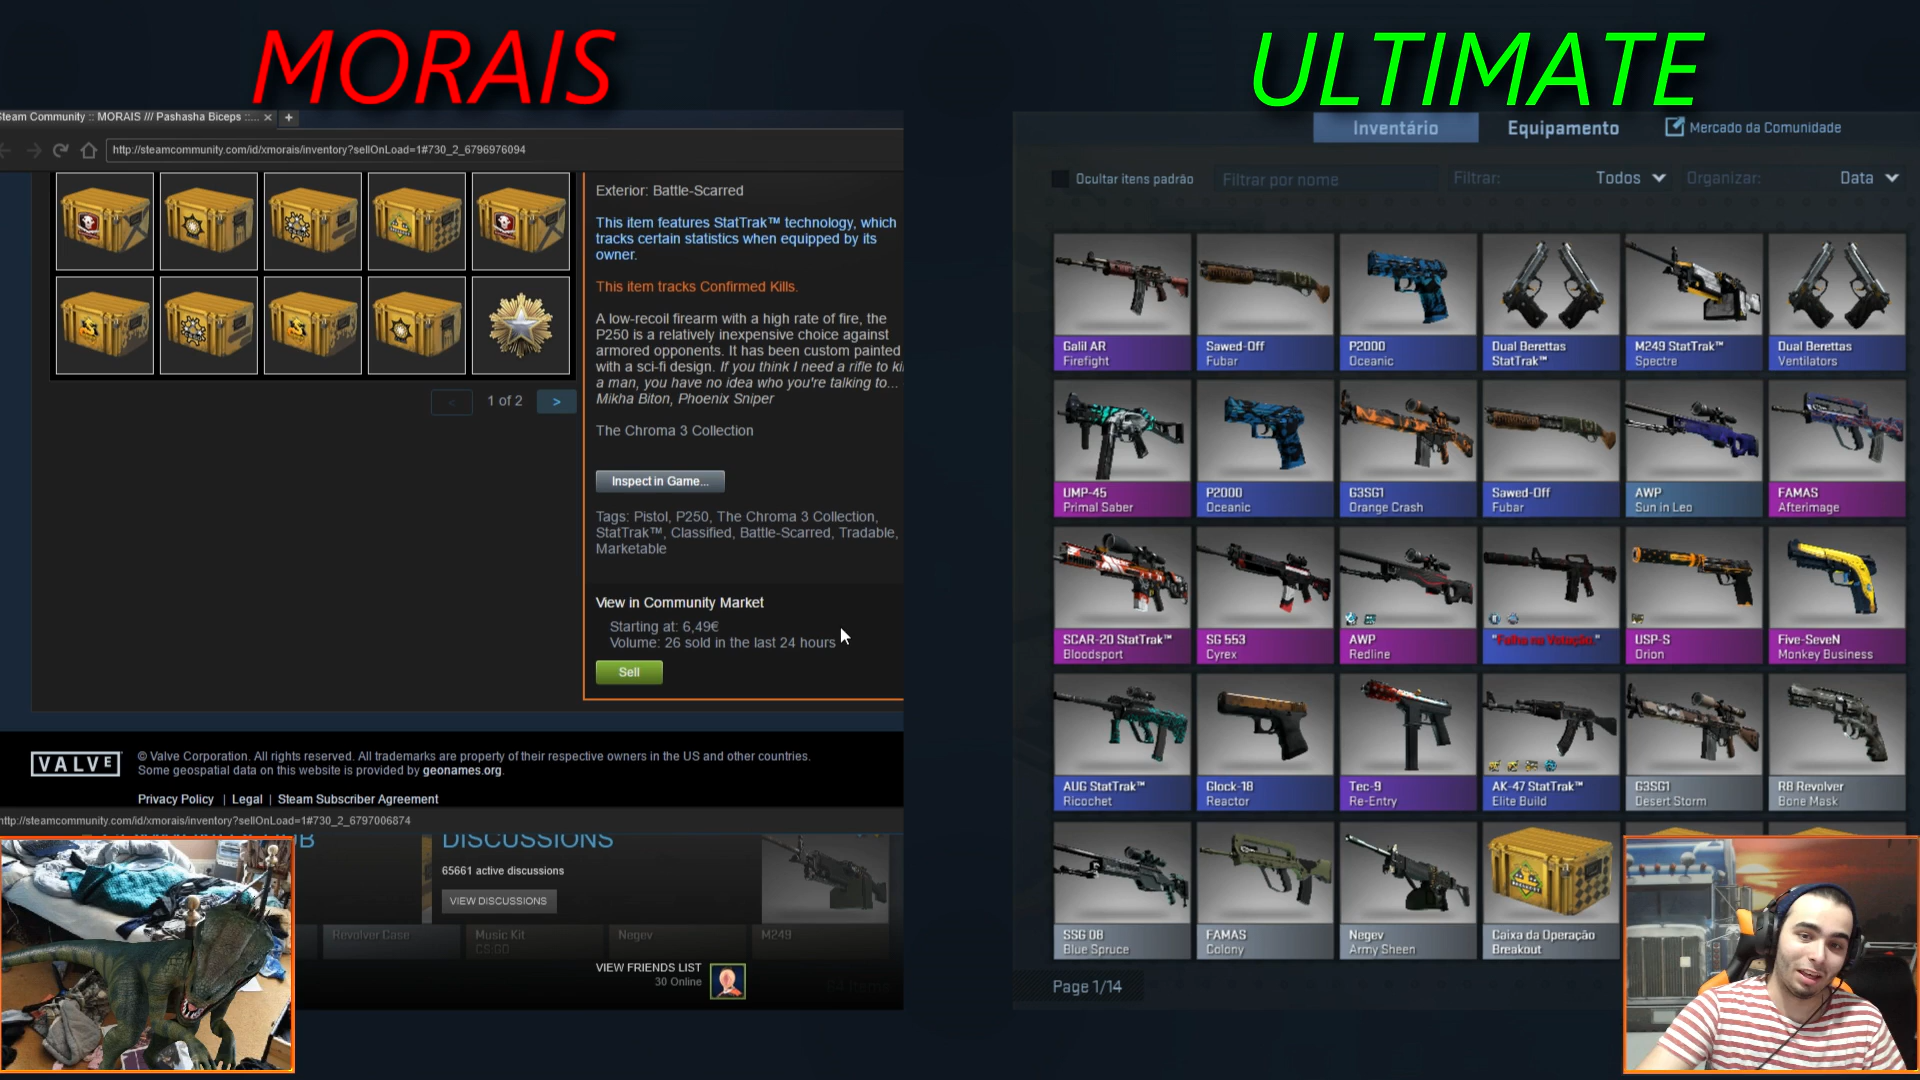 MORAIS
ULTIMATE
Steam Community :: MORAIS /// Pashasha Biceps ::...
http://steamcommunity.com/id/xmorais/inventory?sellOnLoad=1#730_2_6796976094
Exterior: Battle-Scarred
This item features StatTrak™ technology, which
tracks certain statistics when equipped by its
owner.
This item tracks Confirmed Kills.
A low-recoil firearm with a high rate of fire, the
P250 is a relatively inexpensive choice against
armored opponents. It has been custom painted
with a sci-fi design. If you think I need a rifle to ki
a man, you have no idea who you're talking to...
Mikha Biton, Phoenix Sniper
The Chroma 3 Collection
1 of 2
Inspect in Game...
Tags: Pistol, P250, The Chroma 3 Collection,
StatTrak™, Classified, Battle-Scarred, Tradable,
Marketable
View in Community Market
Starting at: 6,49€
Volume: 26 sold in the last 24 hours
Sell
VALVE
© Valve Corporation. All rights reserved. All trademarks are property of their respective owners in the US and other countries.
Some geospatial data on this website is provided by geonames.org.
Privacy Policy | Legal | Steam Subscriber Agreement
http://steamcommunity.com/id/xmorais/inventory?sellOnLoad=1#730_2_6797006874
DISCUSSIONS
65661 active discussions
VIEW DISCUSSIONS
Revolver Case
Music Kit
CS:GO
Negev
M249
VIEW FRIENDS LIST
30 Online
Inventário
Equipamento
Mercado da Comunidade
Ocultar itens padrão
Filtrar por nome
Filtrar:
Todos
Organizar:
Data
Galil AR
Firefight
Sawed-Off
Fubar
P2000
Oceanic
Dual Berettas
StatTrak™
M249 StatTrak™
Spectre
Dual Berettas
Ventilators
UMP-45
Primal Saber
P2000
Oceanic
G3SG1
Orange Crash
Sawed-Off
Fubar
AWP
Sun in Leo
FAMAS
Afterimage
SCAR-20 StatTrak™
Bloodsport
SG 553
Cyrex
AWP
Redline
"Falha na Votação."
USP-S
Orion
Five-SeveN
Monkey Business
AUG StatTrak™
Ricochet
Glock-18
Reactor
Tec-9
Re-Entry
AK-47 StatTrak™
Elite Build
G3SG1
Desert Storm
R8 Revolver
Bone Mask
SSG 08
Blue Spruce
FAMAS
Colony
Negev
Army Sheen
Caixa da Operação
Breakout
Page 1/14